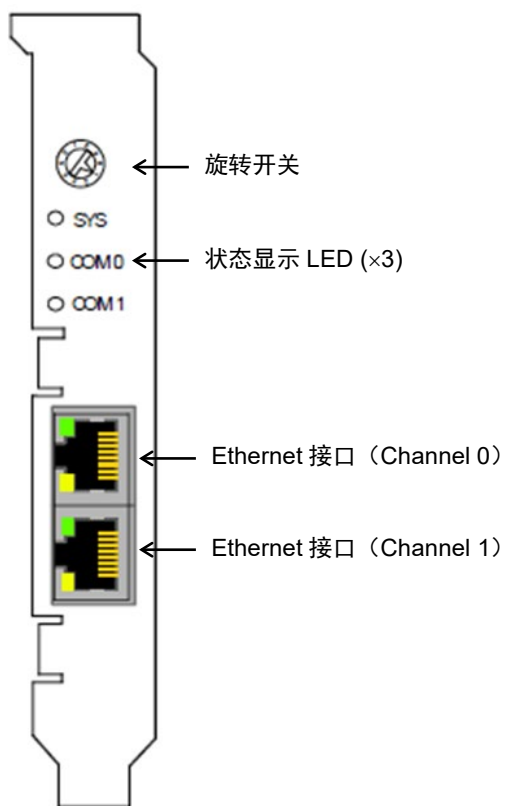 旋转开关
SYS
COM0
状态显示 LED (×3)
COM1
Ethernet 接口（Channel 0）
Ethernet 接口（Channel 1）